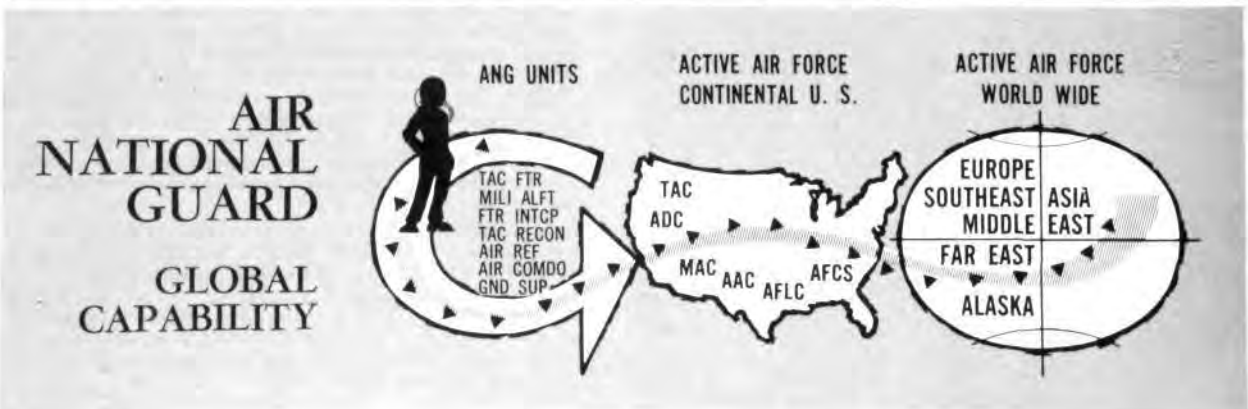 AIR
NATIONAL
GUARD
GLOBAL
CAPABILITY
ANG UNITS
TAC FTR
MILI ALFT
FTR INTCP
TAC RECON
AIR REF
AIR COMDO
GND SUP
ACTIVE AIR FORCE
CONTINENTAL U. S.
TAC
ADC
MAC
AAC
AFLC
AFCS
ACTIVE AIR FORCE
WORLD WIDE
EUROPE
SOUTHEAST ASIA
MIDDLE EAST
FAR EAST
ALASKA